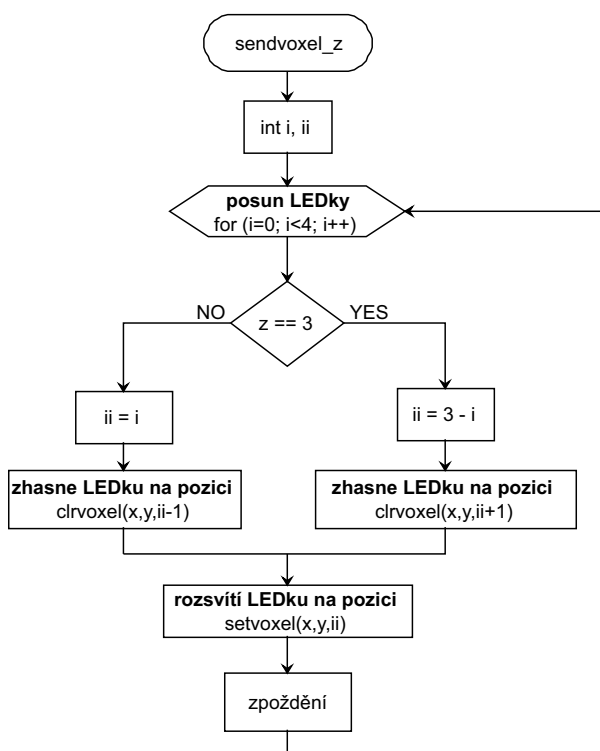 sendvoxel_z
int i, ii
posun LEDky
for (i=0; i<4; i++)
NO
YES
z == 3
ii = i
ii = 3 - i
zhasne LEDku na pozici
clrvoxel(x,y,ii-1)
zhasne LEDku na pozici
clrvoxel(x,y,ii+1)
rozsvítí LEDku na pozici
setvoxel(x,y,ii)
zpoždění